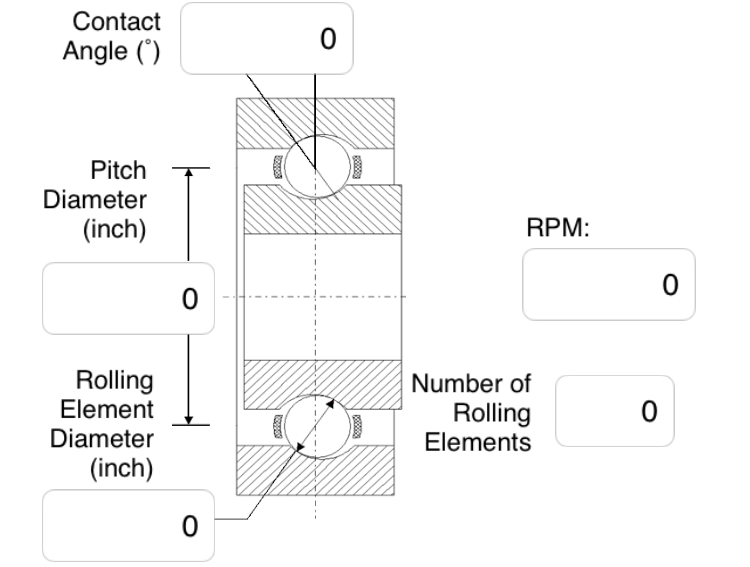 Contact
Angle (°)
0
Pitch
Diameter
(inch)
0
RPM:
0
Rolling
Element
Diameter
(inch)
0
Number of
Rolling
Elements
0